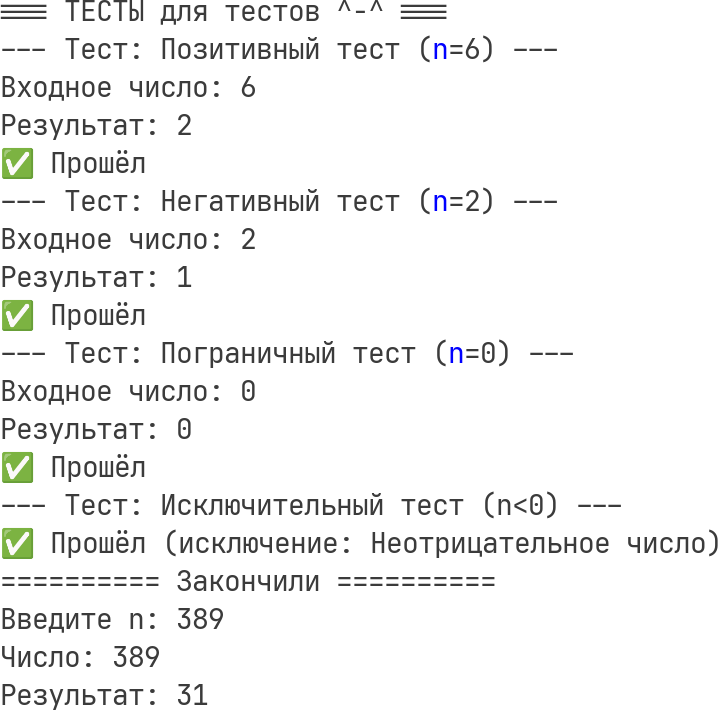 === ТЕСТЫ для тестов ^-^ ===
--- Тест: Позитивный тест (n=6) ---
Входное число: 6
Результат: 2
✅ Прошёл
--- Тест: Негативный тест (n=2) ---
Входное число: 2
Результат: 1
✅ Прошёл
--- Тест: Пограничный тест (n=0) ---
Входное число: 0
Результат: 0
✅ Прошёл
--- Тест: Исключительный тест (n<0) ---
✅ Прошёл (исключение: Неотрицательное число)
========== Закончили ==========
Введите n: 389
Число: 389
Результат: 31